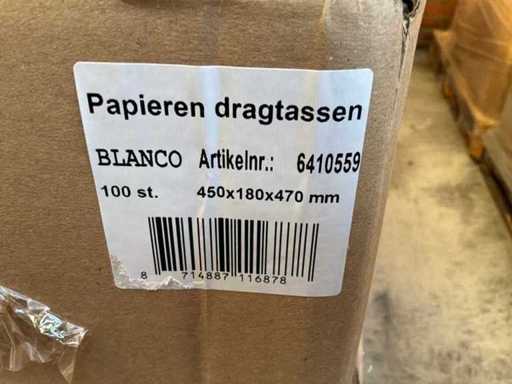 Papieren dragtassen
BLANCO Artikelnr.: 6410559
100 st. 450x180x470 mm
8 714887 116878